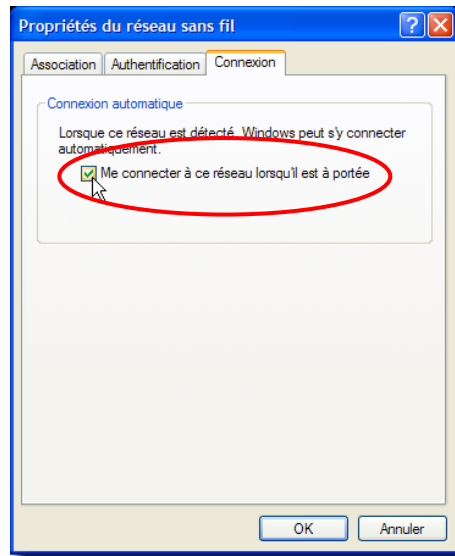 Propriétés du réseau sans fil
Association Authentification Connexion
Connexion automatique
Lorsque ce réseau est détecté, Windows peut s'y connecter
automatiquement.
Me connecter à ce réseau lorsqu'il est à portée
OK Annuler